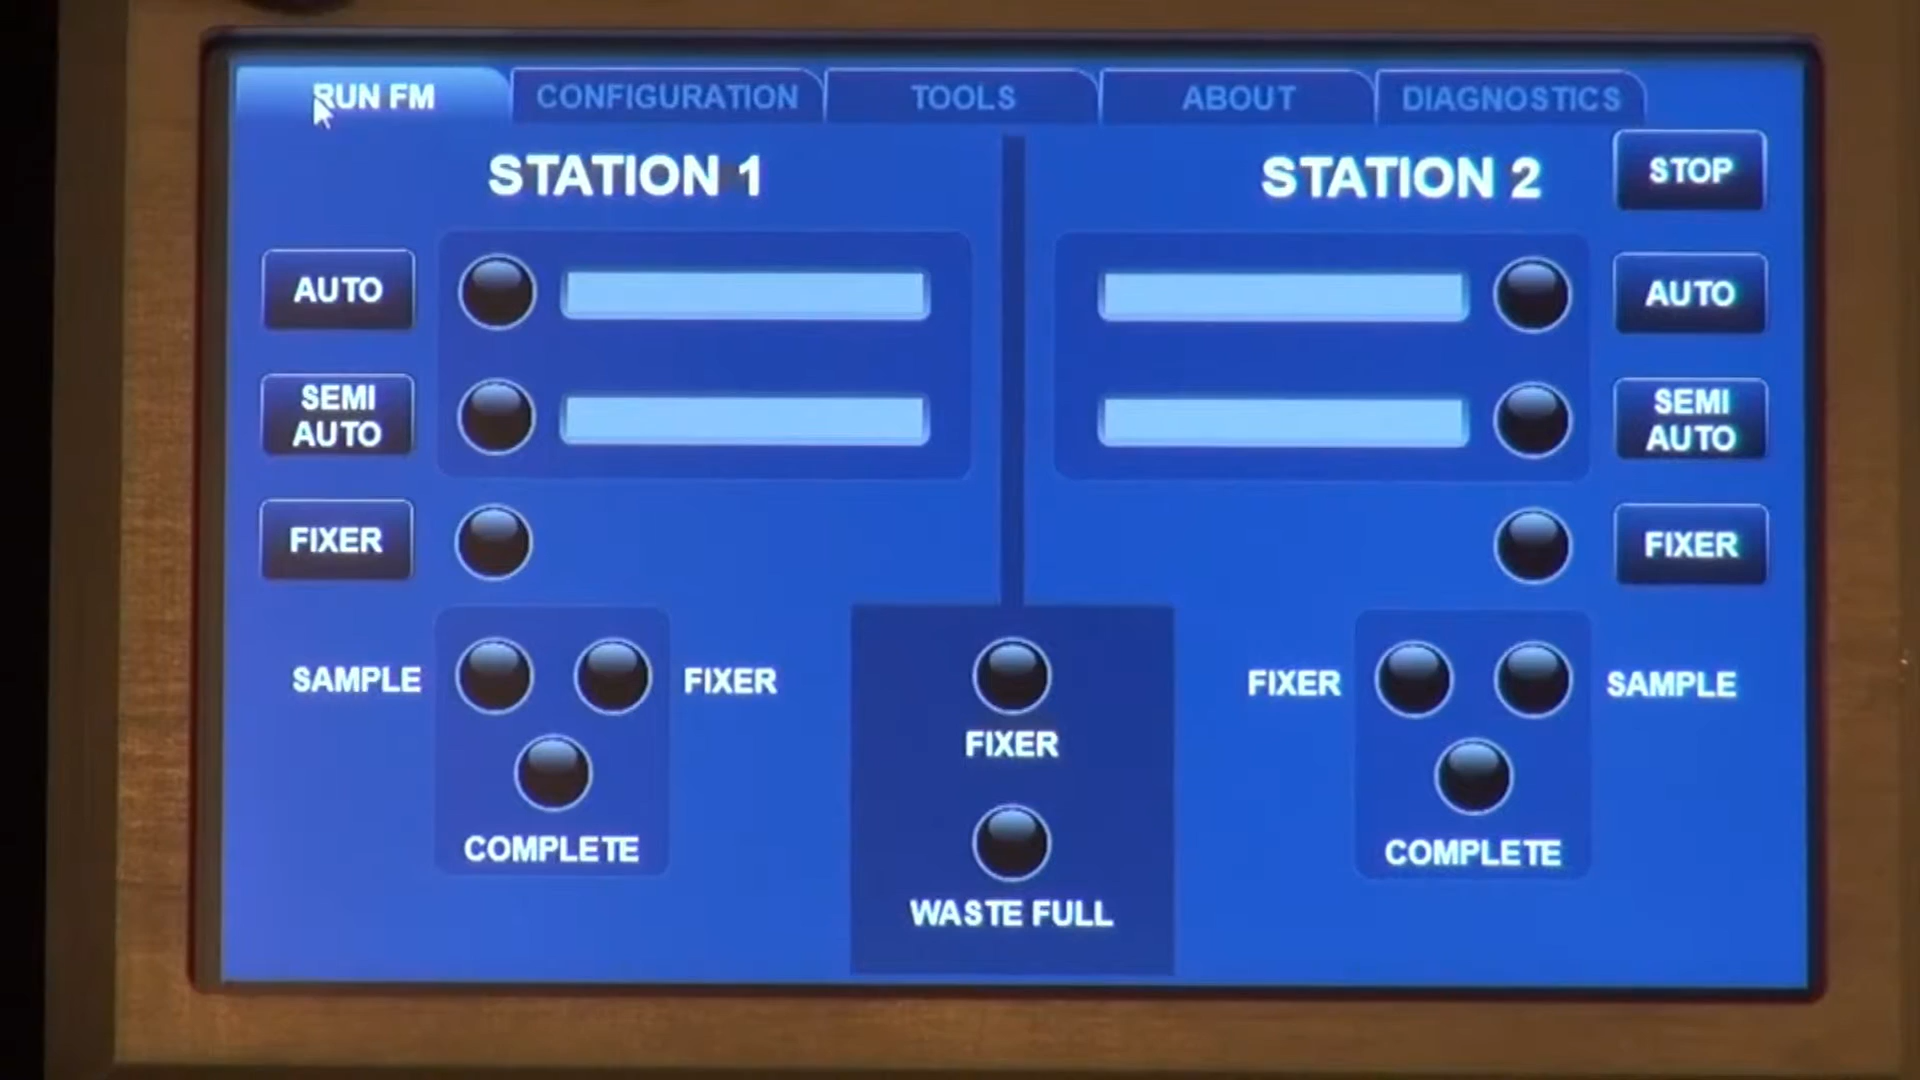 RUN FM
CONFIGURATION
TOOLS
ABOUT
DIAGNOSTICS
STATION 1
STATION 2
STOP
AUTO
AUTO
SEMI
AUTO
SEMI
AUTO
FIXER
FIXER
SAMPLE
FIXER
COMPLETE
FIXER
WASTE FULL
FIXER
SAMPLE
COMPLETE